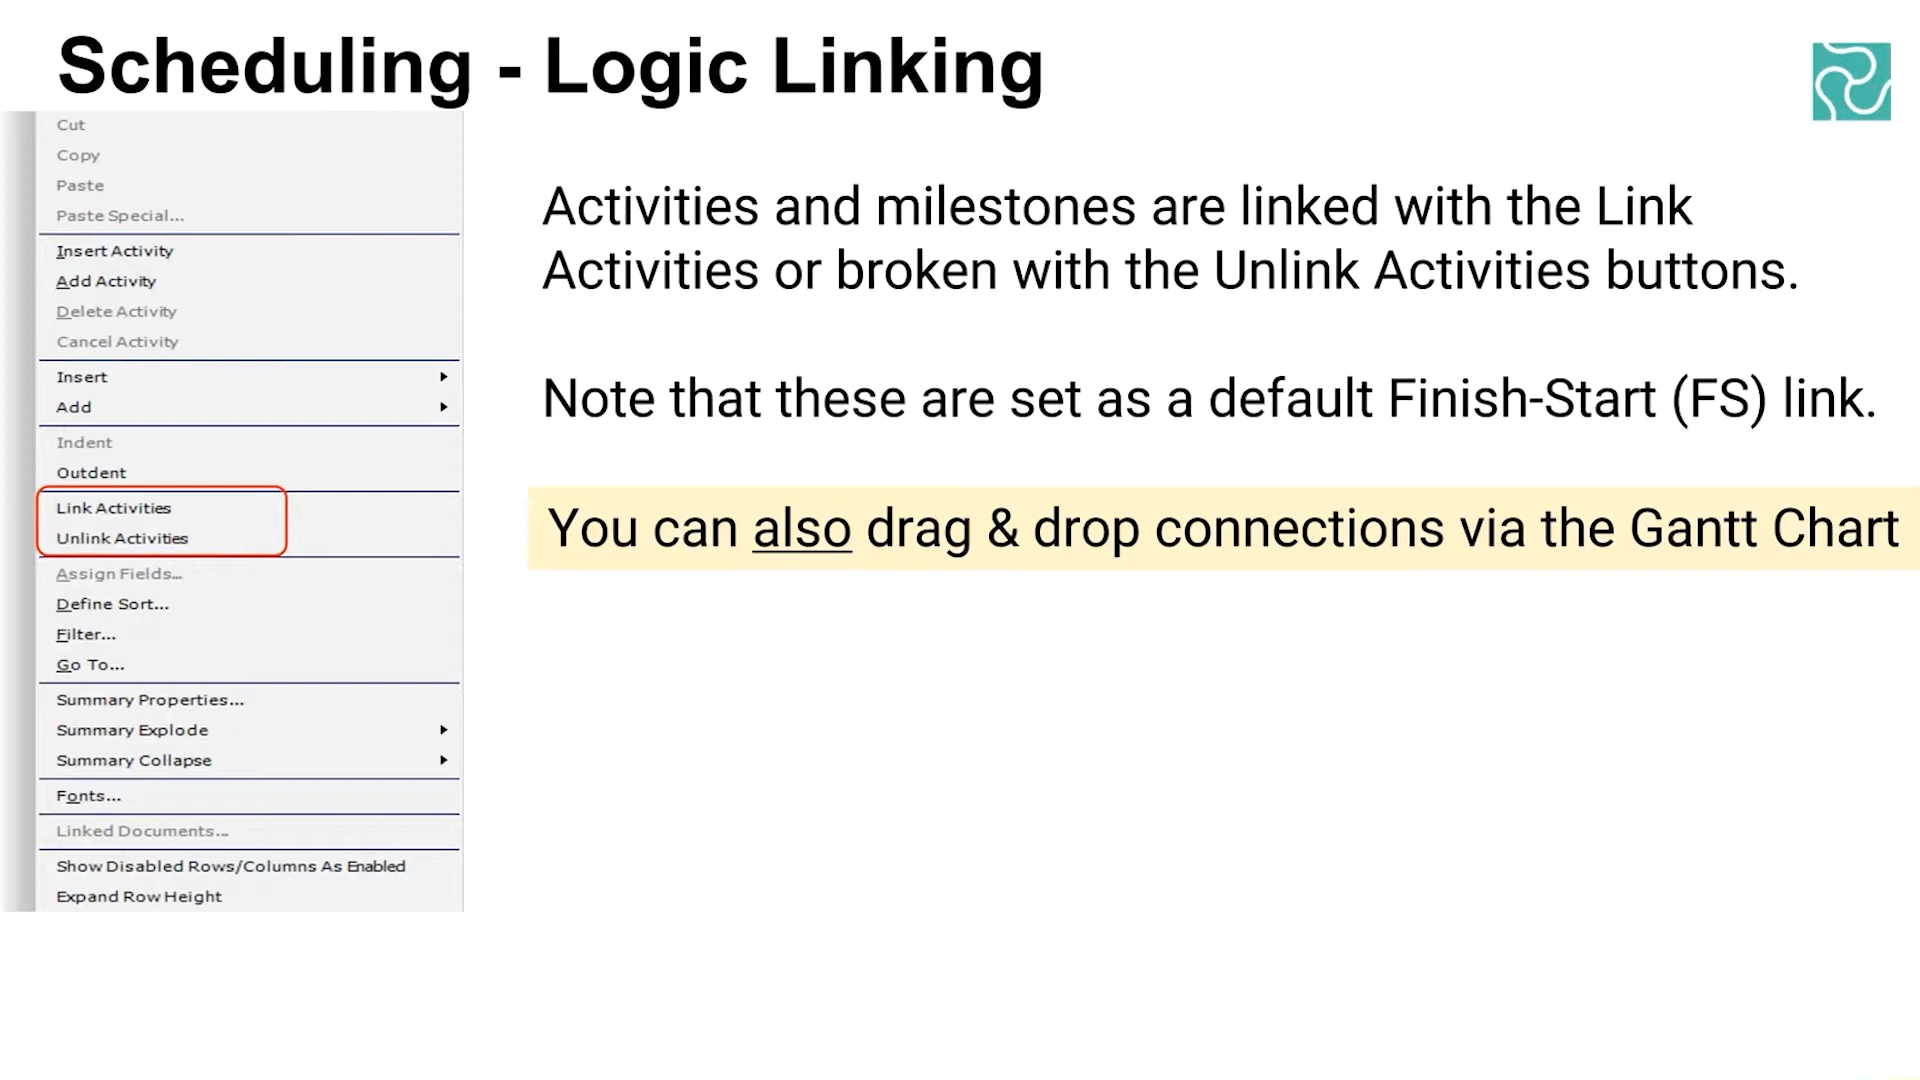 Scheduling - Logic Linking
Cut
Copy
Paste
Paste Special...
Insert Activity
Add Activity
Delete Activity
Cancel Activity
Insert
Add
Indent
Outdent
Link Activities
Unlink Activities
Assign Fields...
Define Sort...
Filter...
Go To...
Summary Properties...
Summary Explode
Summary Collapse
Fonts...
Linked Documents...
Show Disabled Rows/Columns As Enabled
Expand Row Height
Activities and milestones are linked with the Link
Activities or broken with the Unlink Activities buttons.
Note that these are set as a default Finish-Start (FS) link.
You can also drag & drop connections via the Gantt Chart